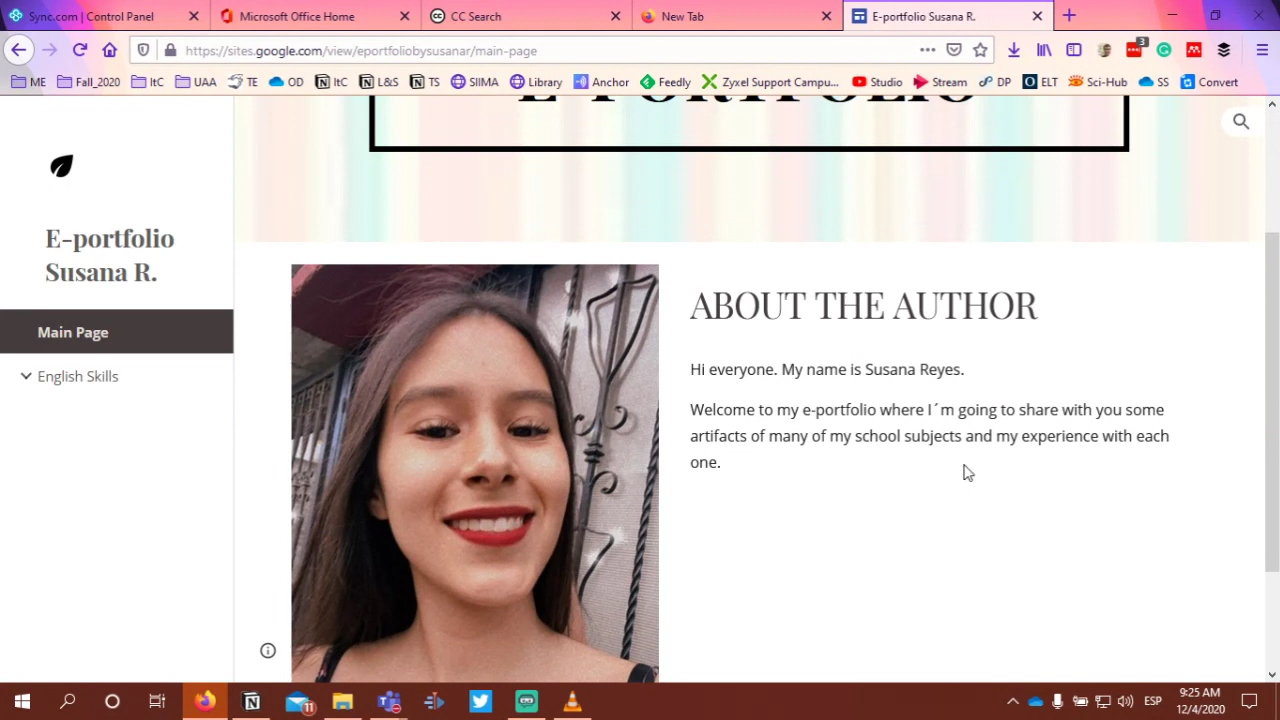 Sync.com | Control Panel
Microsoft Office Home
CC Search
New Tab
E-portfolio Susana R.
https://sites.google.com/view/eportfoliobysusanar/main-page
3
ME
Fall_2020
ItC
UAA
TE
OD
ItC
L&S
TS
SIIMA
Library
Anchor
Feedly
Zyxel Support Campu...
Studio
Stream
DP
ELT
Sci-Hub
SS
Convert
E-PORTFOLIO
E-portfolio
Susana R.
Main Page
English Skills
ABOUT THE AUTHOR
Hi everyone. My name is Susana Reyes.
Welcome to my e-portfolio where I´m going to share with you some
artifacts of many of my school subjects and my experience with each
one.
11
ESP
9:25 AM
12/4/2020